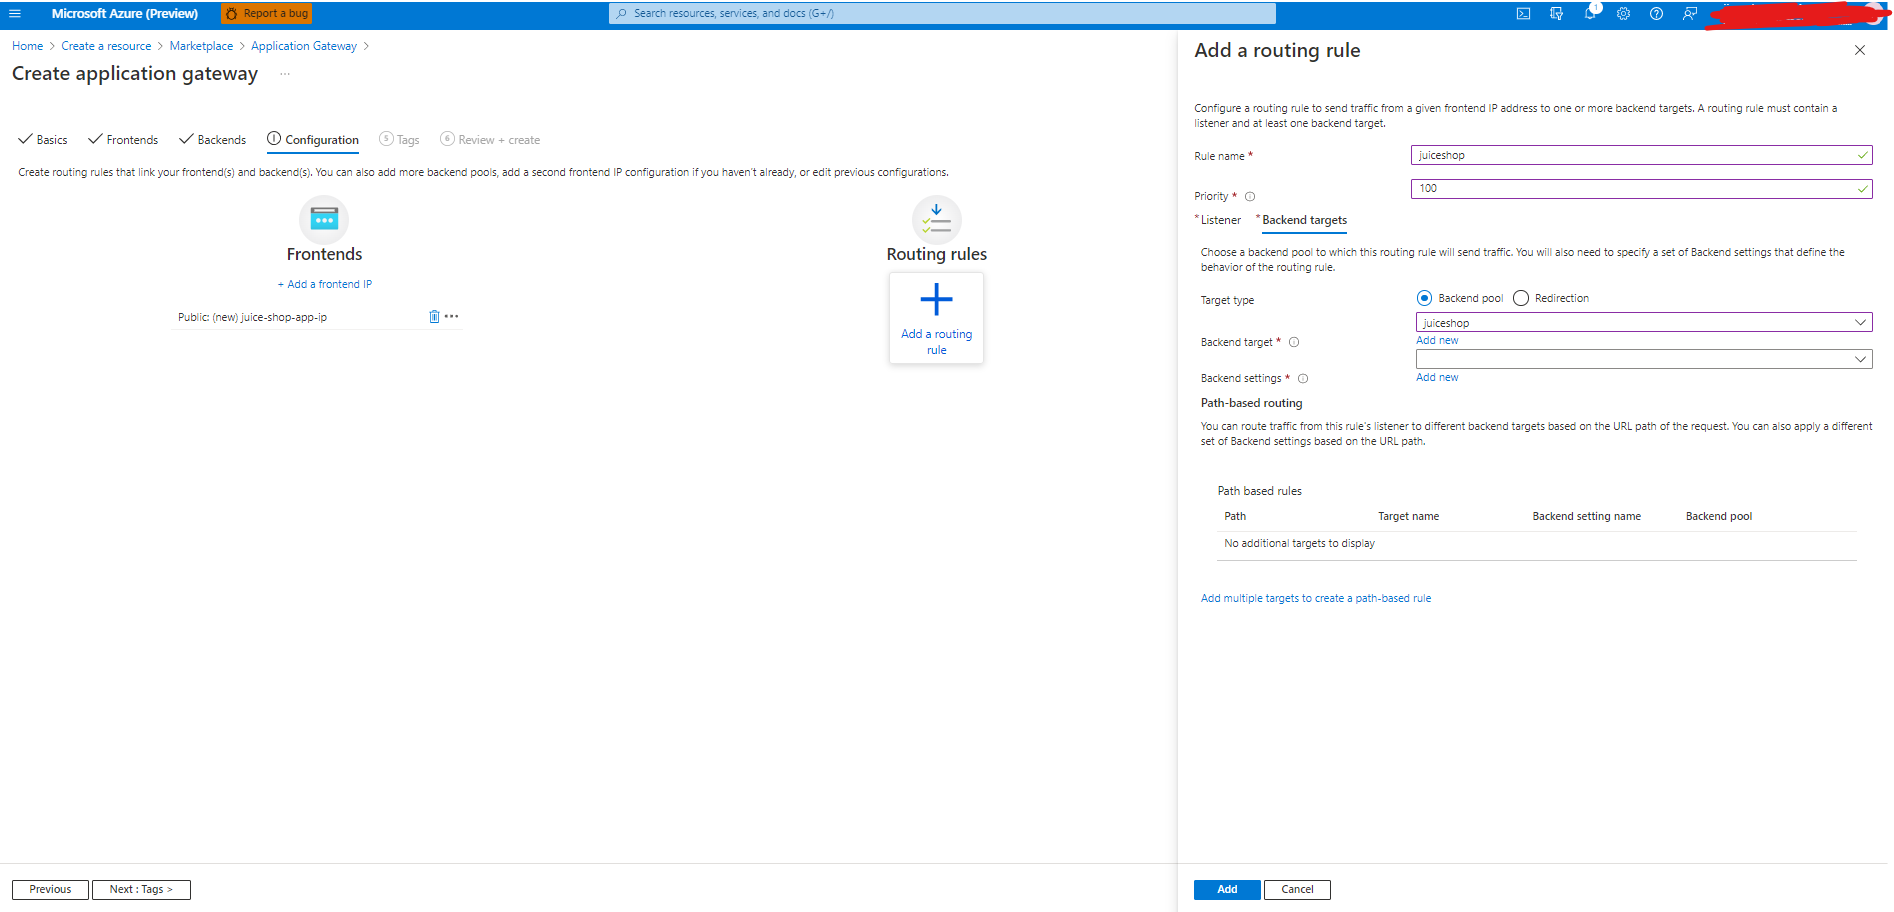 Microsoft Azure (Preview)
Report a bug
Search resources, services, and docs (G+/)
1
Home > Create a resource > Marketplace > Application Gateway >
Create application gateway ...
Basics
Frontends
Backends
Configuration
5 Tags
6 Review + create
Create routing rules that link your frontend(s) and backend(s). You can also add more backend pools, add a second frontend IP configuration if you haven't already, or edit previous configurations.
Frontends
+ Add a frontend IP
Public: (new) juice-shop-app-ip
Routing rules
Add a routing
rule
Previous
Next : Tags >
Add a routing rule
Configure a routing rule to send traffic from a given frontend IP address to one or more backend targets. A routing rule must contain a
listener and at least one backend target.
Rule name *
juiceshop
Priority *
100
* Listener
* Backend targets
Choose a backend pool to which this routing rule will send traffic. You will also need to specify a set of Backend settings that define the
behavior of the routing rule.
Target type
Backend pool
Redirection
juiceshop
Backend target *
Add new
Backend settings *
Add new
Path-based routing
You can route traffic from this rule's listener to different backend targets based on the URL path of the request. You can also apply a different
set of Backend settings based on the URL path.
Path based rules
Path
Target name
Backend setting name
Backend pool
No additional targets to display
Add multiple targets to create a path-based rule
Add
Cancel